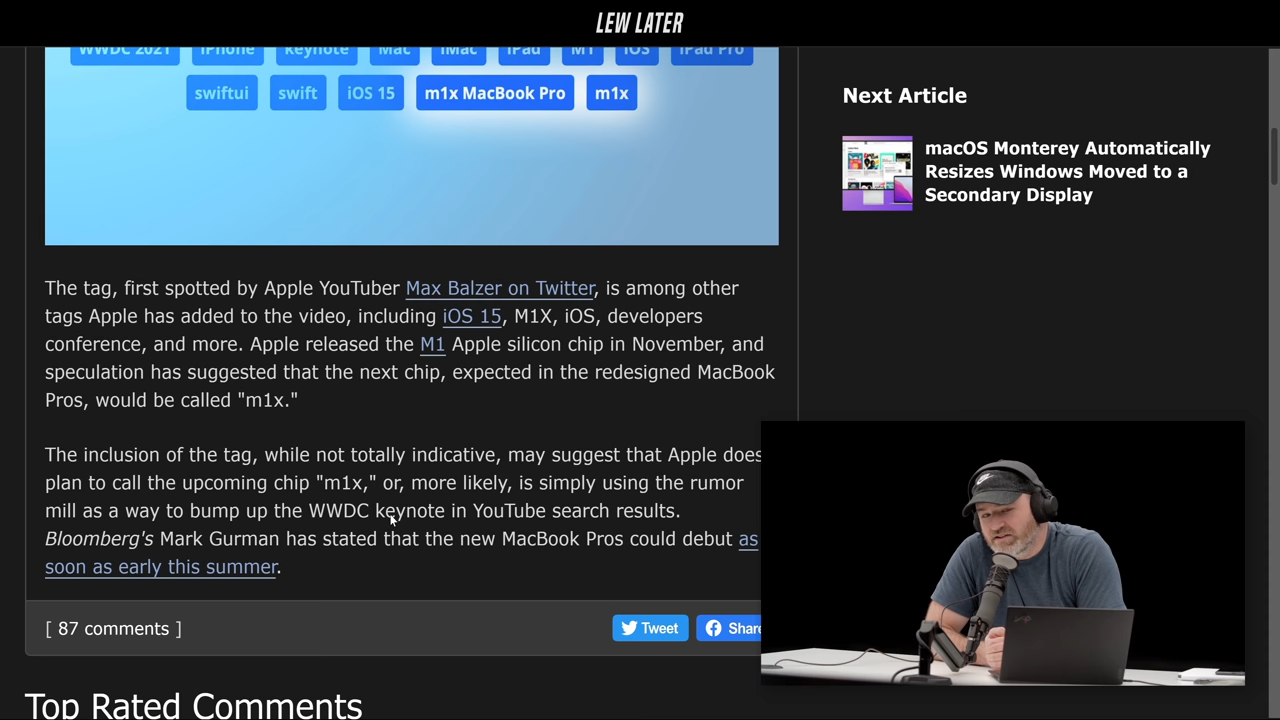 LEW LATER
WWDC 2021 iPhone keynote Mac iMac iPad M1 iOS iPad Pro
swiftui swift iOS 15 m1x MacBook Pro m1x
The tag, first spotted by Apple YouTuber Max Balzer on Twitter, is among other
tags Apple has added to the video, including iOS 15, M1X, iOS, developers
conference, and more. Apple released the M1 Apple silicon chip in November, and
speculation has suggested that the next chip, expected in the redesigned MacBook
Pros, would be called "m1x."
The inclusion of the tag, while not totally indicative, may suggest that Apple does
plan to call the upcoming chip "m1x," or, more likely, is simply using the rumor
mill as a way to bump up the WWDC keynote in YouTube search results.
Bloomberg's Mark Gurman has stated that the new MacBook Pros could debut as
soon as early this summer.
[ 87 comments ]
Tweet
Share
Top Rated Comments
Next Article
macOS Monterey Automatically
Resizes Windows Moved to a
Secondary Display